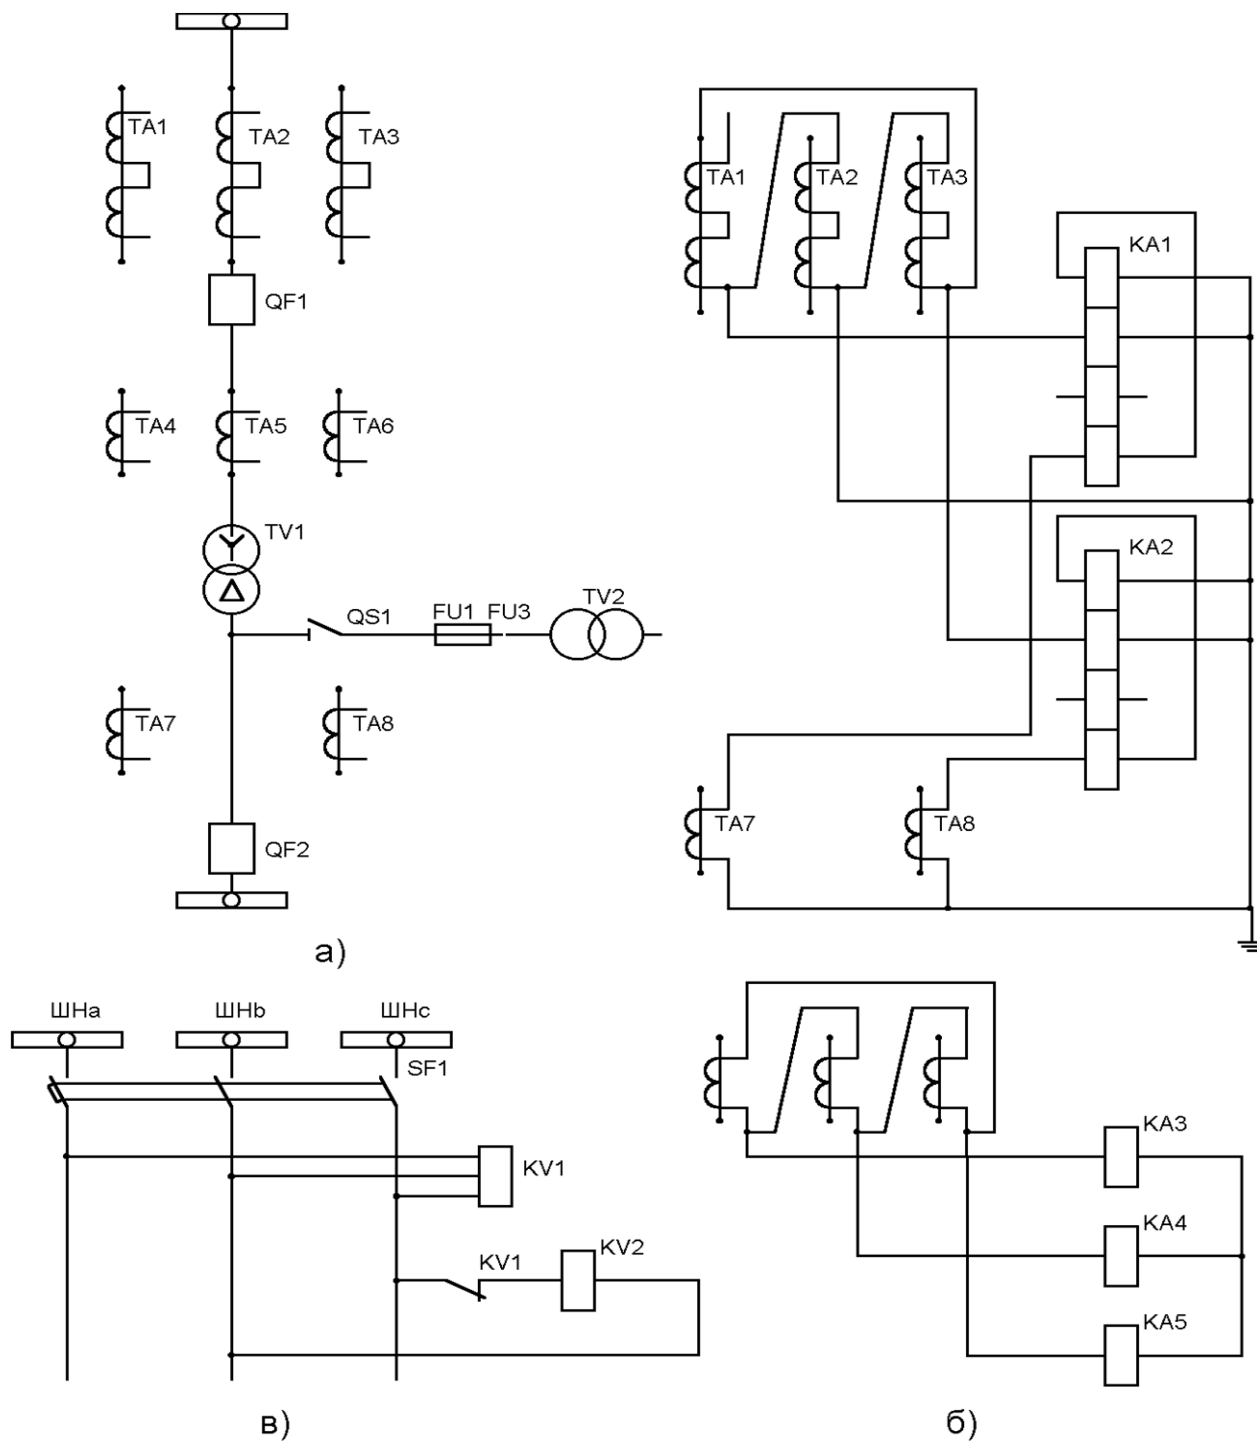 TA1
TA2
TA3
QF1
TA4
TA5
TA6
TV1
QS1
FU1
FU3
TV2
TA7
TA8
QF2
а)
TA1
TA2
TA3
KA1
KA2
TA7
TA8
ШНа
ШНb
ШНс
SF1
KV1
KV1
KV2
в)
KA3
KA4
KA5
б)